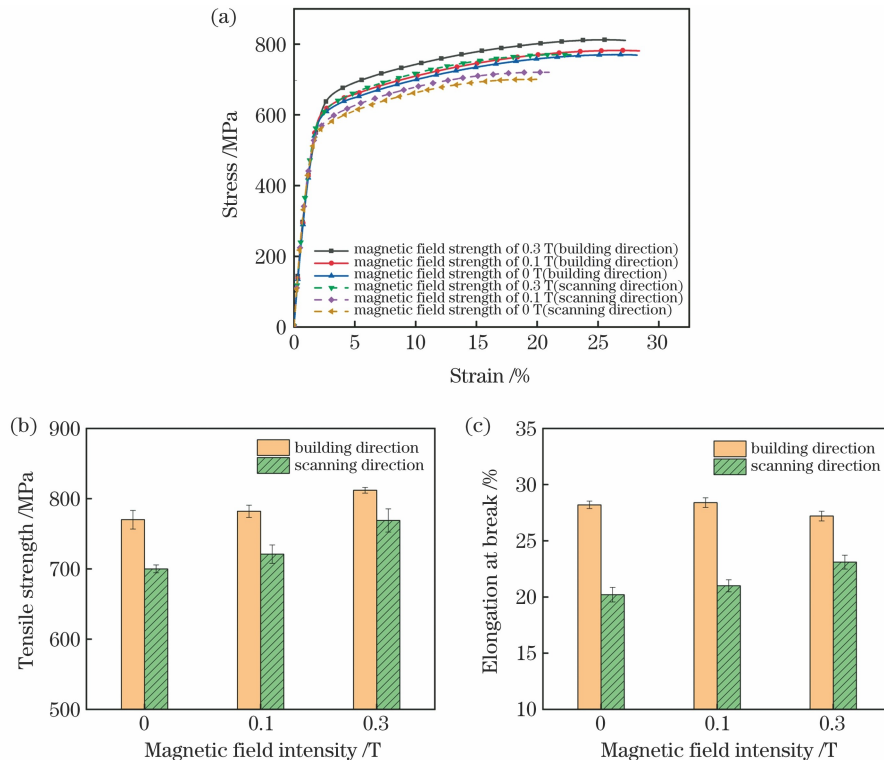 (a)
800
600
400
200
0
Stress /MPa
magnetic field strength of 0.3 T(building direction)
magnetic field strength of 0.1 T(building direction)
magnetic field strength of 0 T(building direction)
magnetic field strength of 0.3 T(scanning direction)
magnetic field strength of 0.1 T(scanning direction)
magnetic field strength of 0 T(scanning direction)
0 5 10 15 20 25 30
Strain /%
(b)
900
800
700
600
500
Tensile strength /MPa
building direction
scanning direction
0 0.1 0.3
Magnetic field intensity /T
(c)
35
30
25
20
15
10
Elongation at break /%
building direction
scanning direction
0 0.1 0.3
Magnetic field intensity /T